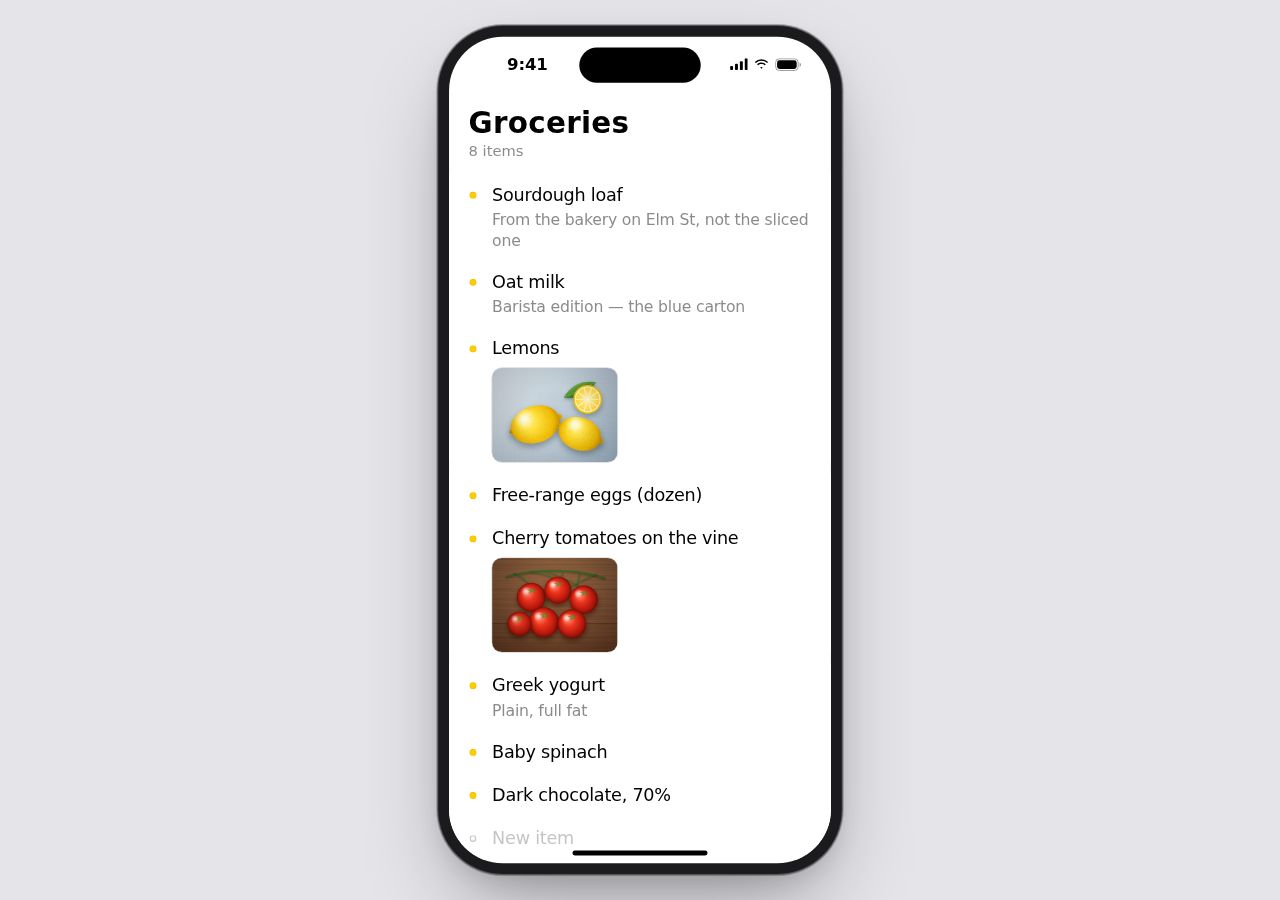 9:41
Groceries
8 items
Sourdough loaf
From the bakery on Elm St, not the sliced
one
Oat milk
Barista edition — the blue carton
Lemons
Free-range eggs (dozen)
Cherry tomatoes on the vine
Greek yogurt
Plain, full fat
Baby spinach
Dark chocolate, 70%
New item